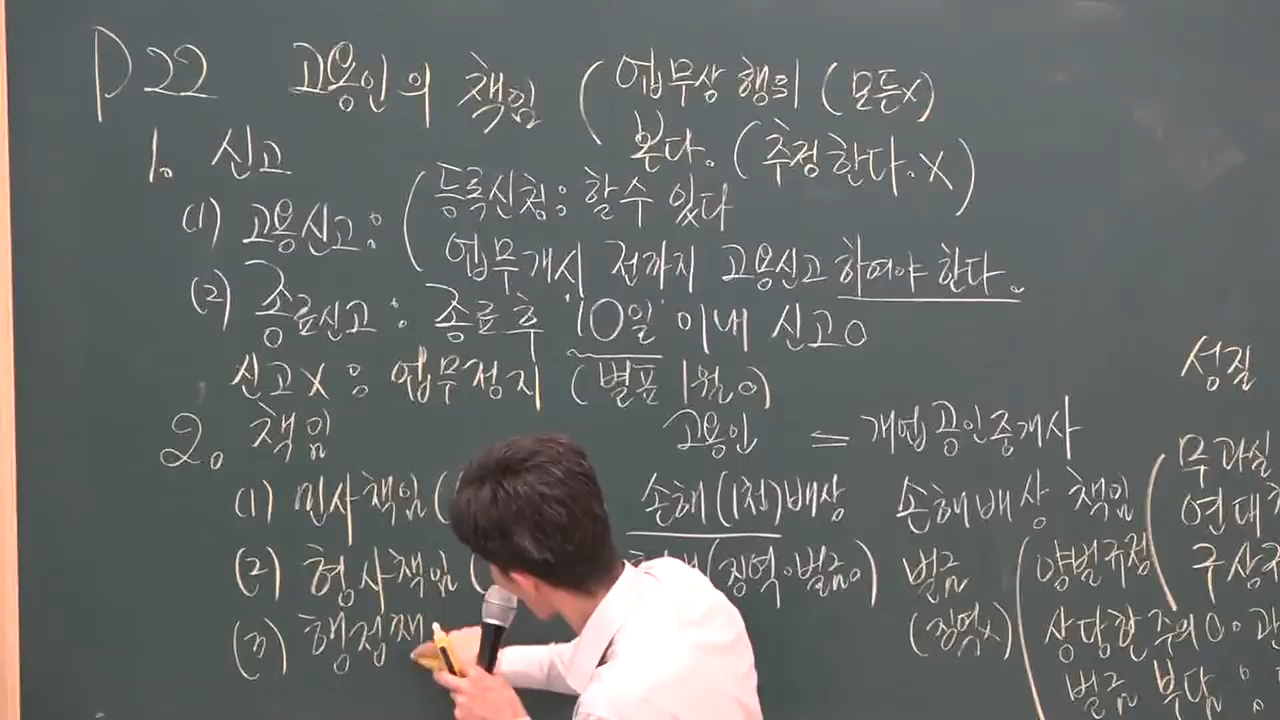 P 22 고용인의 책임 (업무상 행위 (모든x)
본다. (추정한다.X)
1. 신고
(1) 고용신고: (등록신청: 할수 있다
업무개시 전까지 고용신고 하여야 한다.
(2) 종료신고: 종료후 '10일' 이내 신고o
신고X: 업무정지 (별표 1월o)
2. 책임 고용인 = 개업공인중개사 성질
(1) 민사책임( 손해(1천)배상 손해배상 책임 (무과실
연대
(2) 형사책임 ( (징역·벌금o) 벌금 (양벌규정 구상
(징역x) 상당한 주의o:
(3) 행정 벌금 부담: